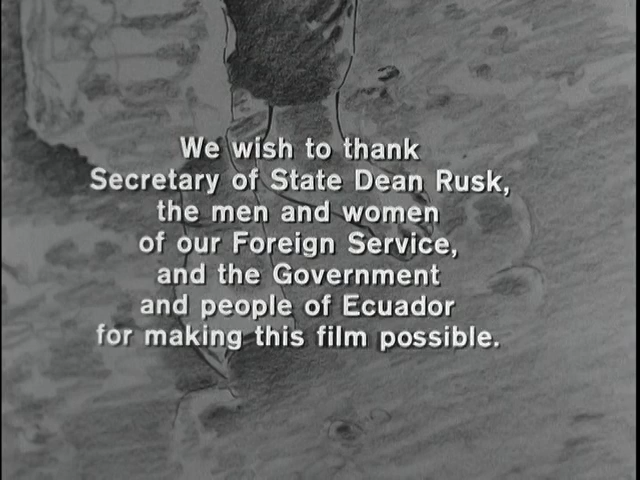 We wish to thank
Secretary of State Dean Rusk,
the men and women
of our Foreign Service,
and the Government
and people of Ecuador
for making this film possible.